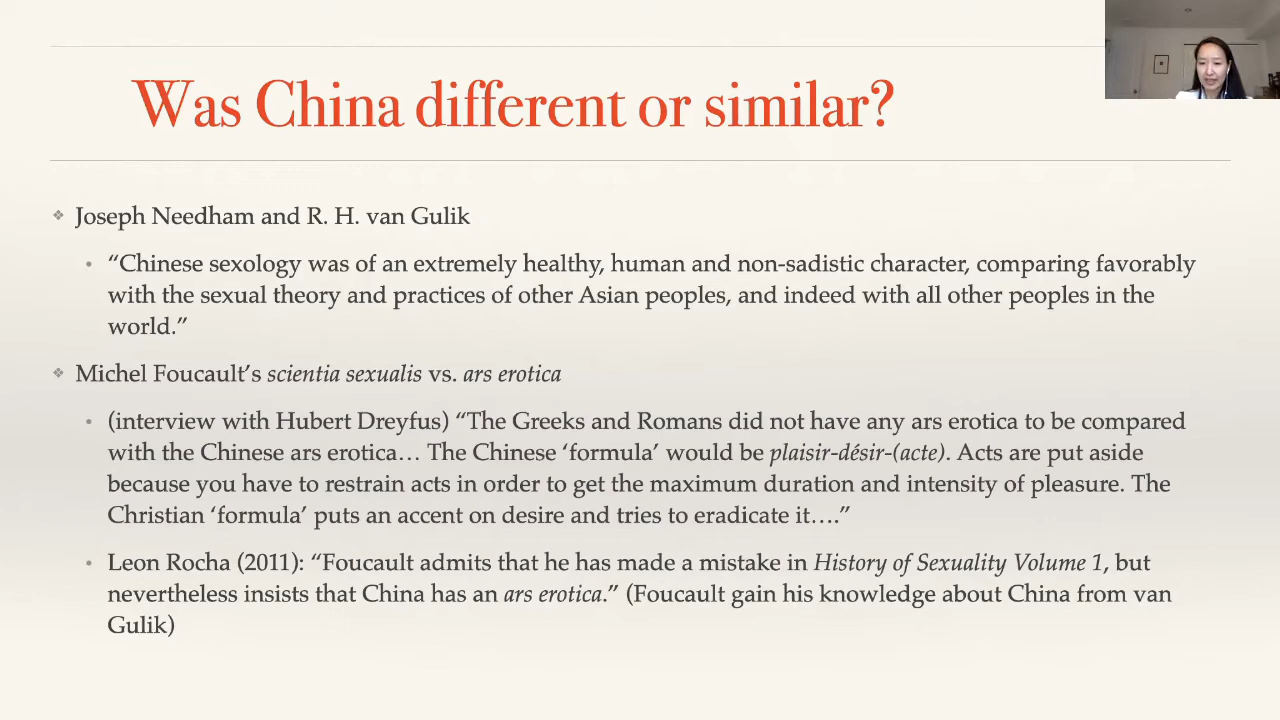 Was China different or similar?
Joseph Needham and R. H. van Gulik
“Chinese sexology was of an extremely healthy, human and non-sadistic character, comparing favorably
with the sexual theory and practices of other Asian peoples, and indeed with all other peoples in the
world.”
Michel Foucault’s scientia sexualis vs. ars erotica
(interview with Hubert Dreyfus) “The Greeks and Romans did not have any ars erotica to be compared
with the Chinese ars erotica… The Chinese ‘formula’ would be plaisir-désir-(acte). Acts are put aside
because you have to restrain acts in order to get the maximum duration and intensity of pleasure. The
Christian ‘formula’ puts an accent on desire and tries to eradicate it….”
Leon Rocha (2011): “Foucault admits that he has made a mistake in History of Sexuality Volume 1, but
nevertheless insists that China has an ars erotica.” (Foucault gain his knowledge about China from van
Gulik)